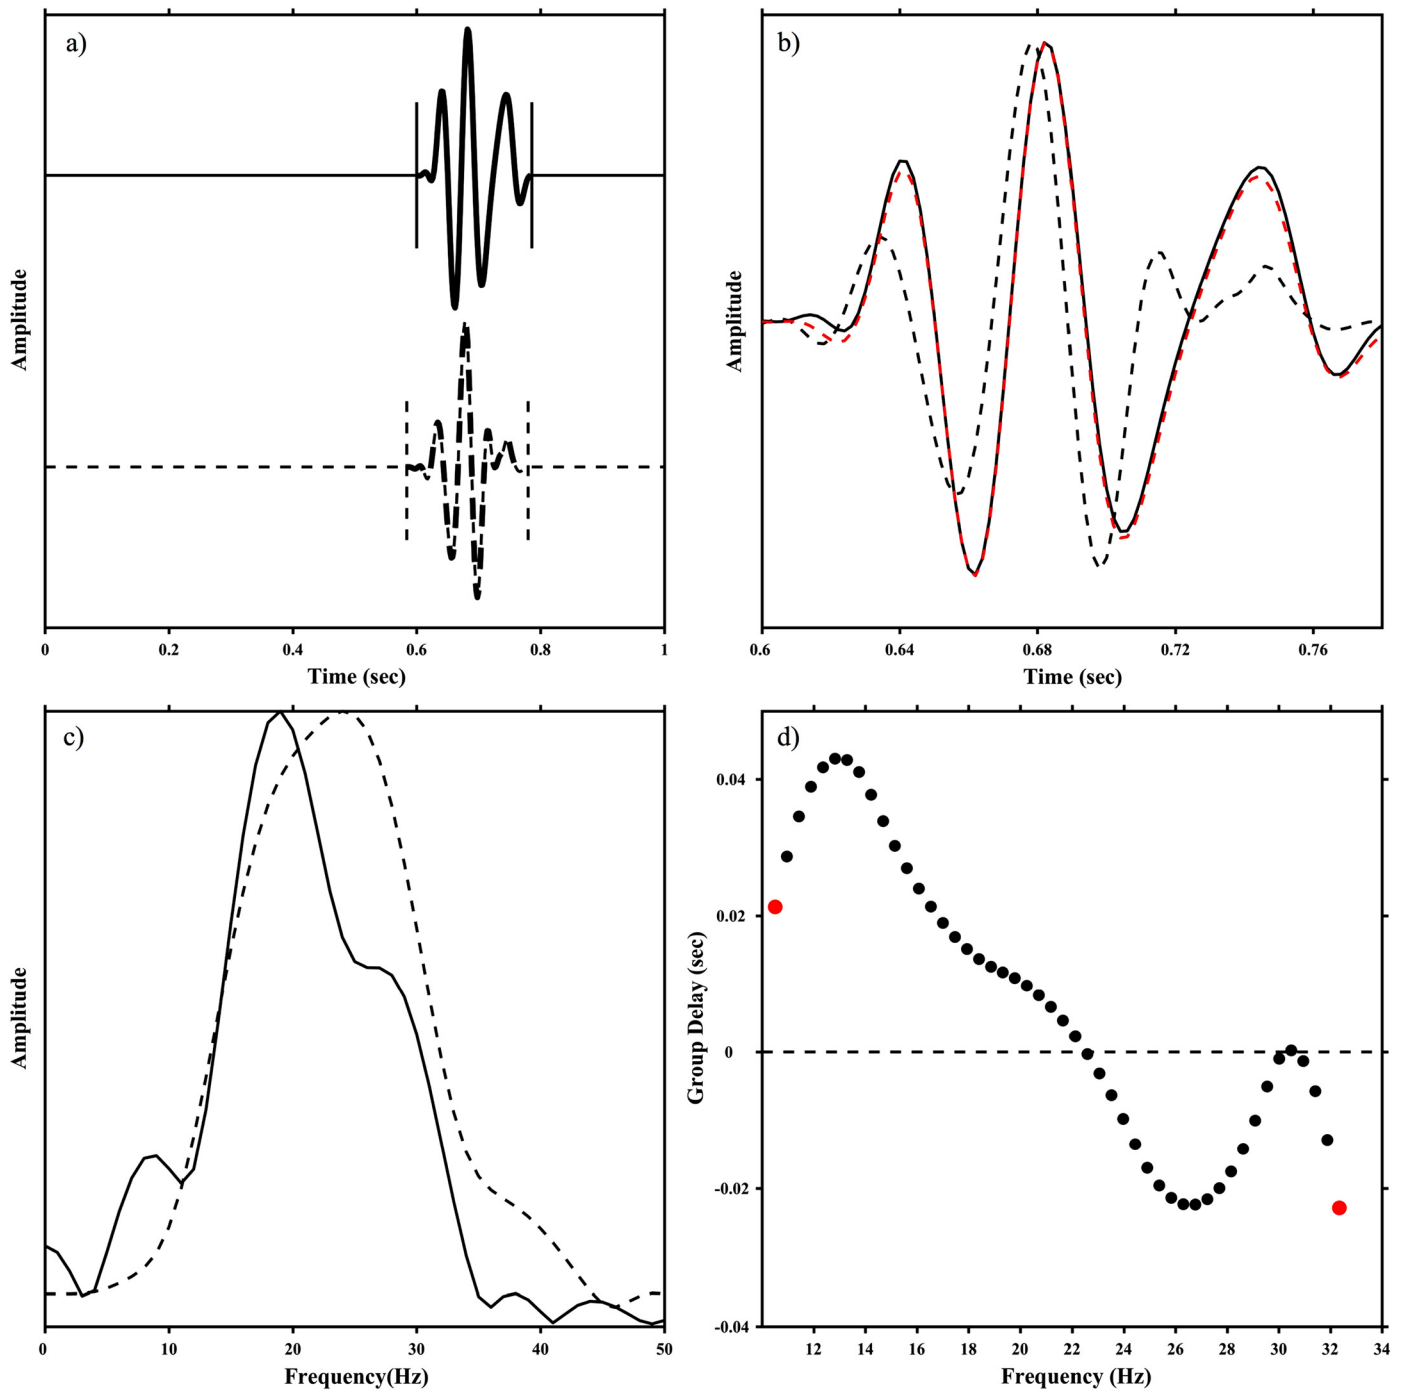 a)
Amplitude
0 0.2 0.4 0.6 0.8 1
Time (sec)
b)
Amplitude
0.6 0.64 0.68 0.72 0.76
Time (sec)
c)
Amplitude
0 10 20 30 40 50
Frequency(Hz)
d)
Group Delay (sec)
0.04
0.02
0
-0.02
-0.04
12 14 16 18 20 22 24 26 28 30 32 34
Frequency (Hz)